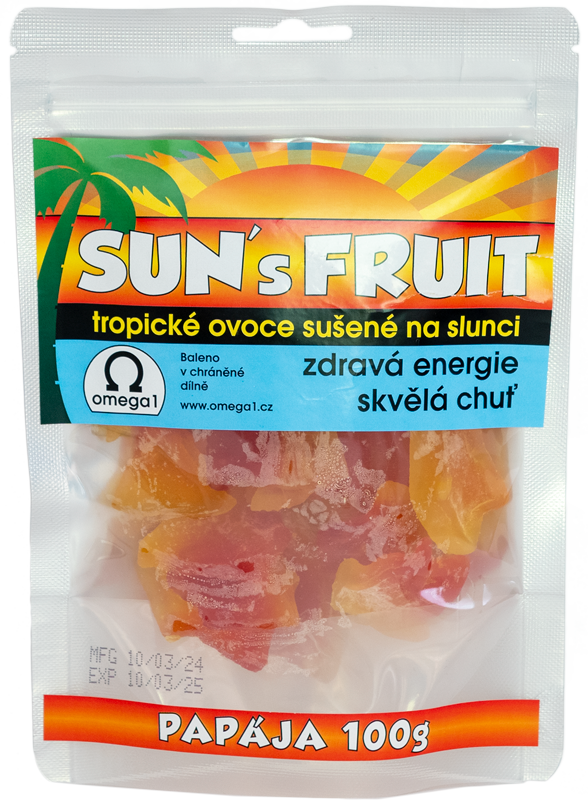 SUN's FRUIT
tropické ovoce sušené na slunci
zdravá energie
skvělá chuť
Ω
omega1
Baleno
v chráněné
dílně
www.omega1.cz
MFG 10/03/24
EXP 10/03/25
PAPÁJA 100g